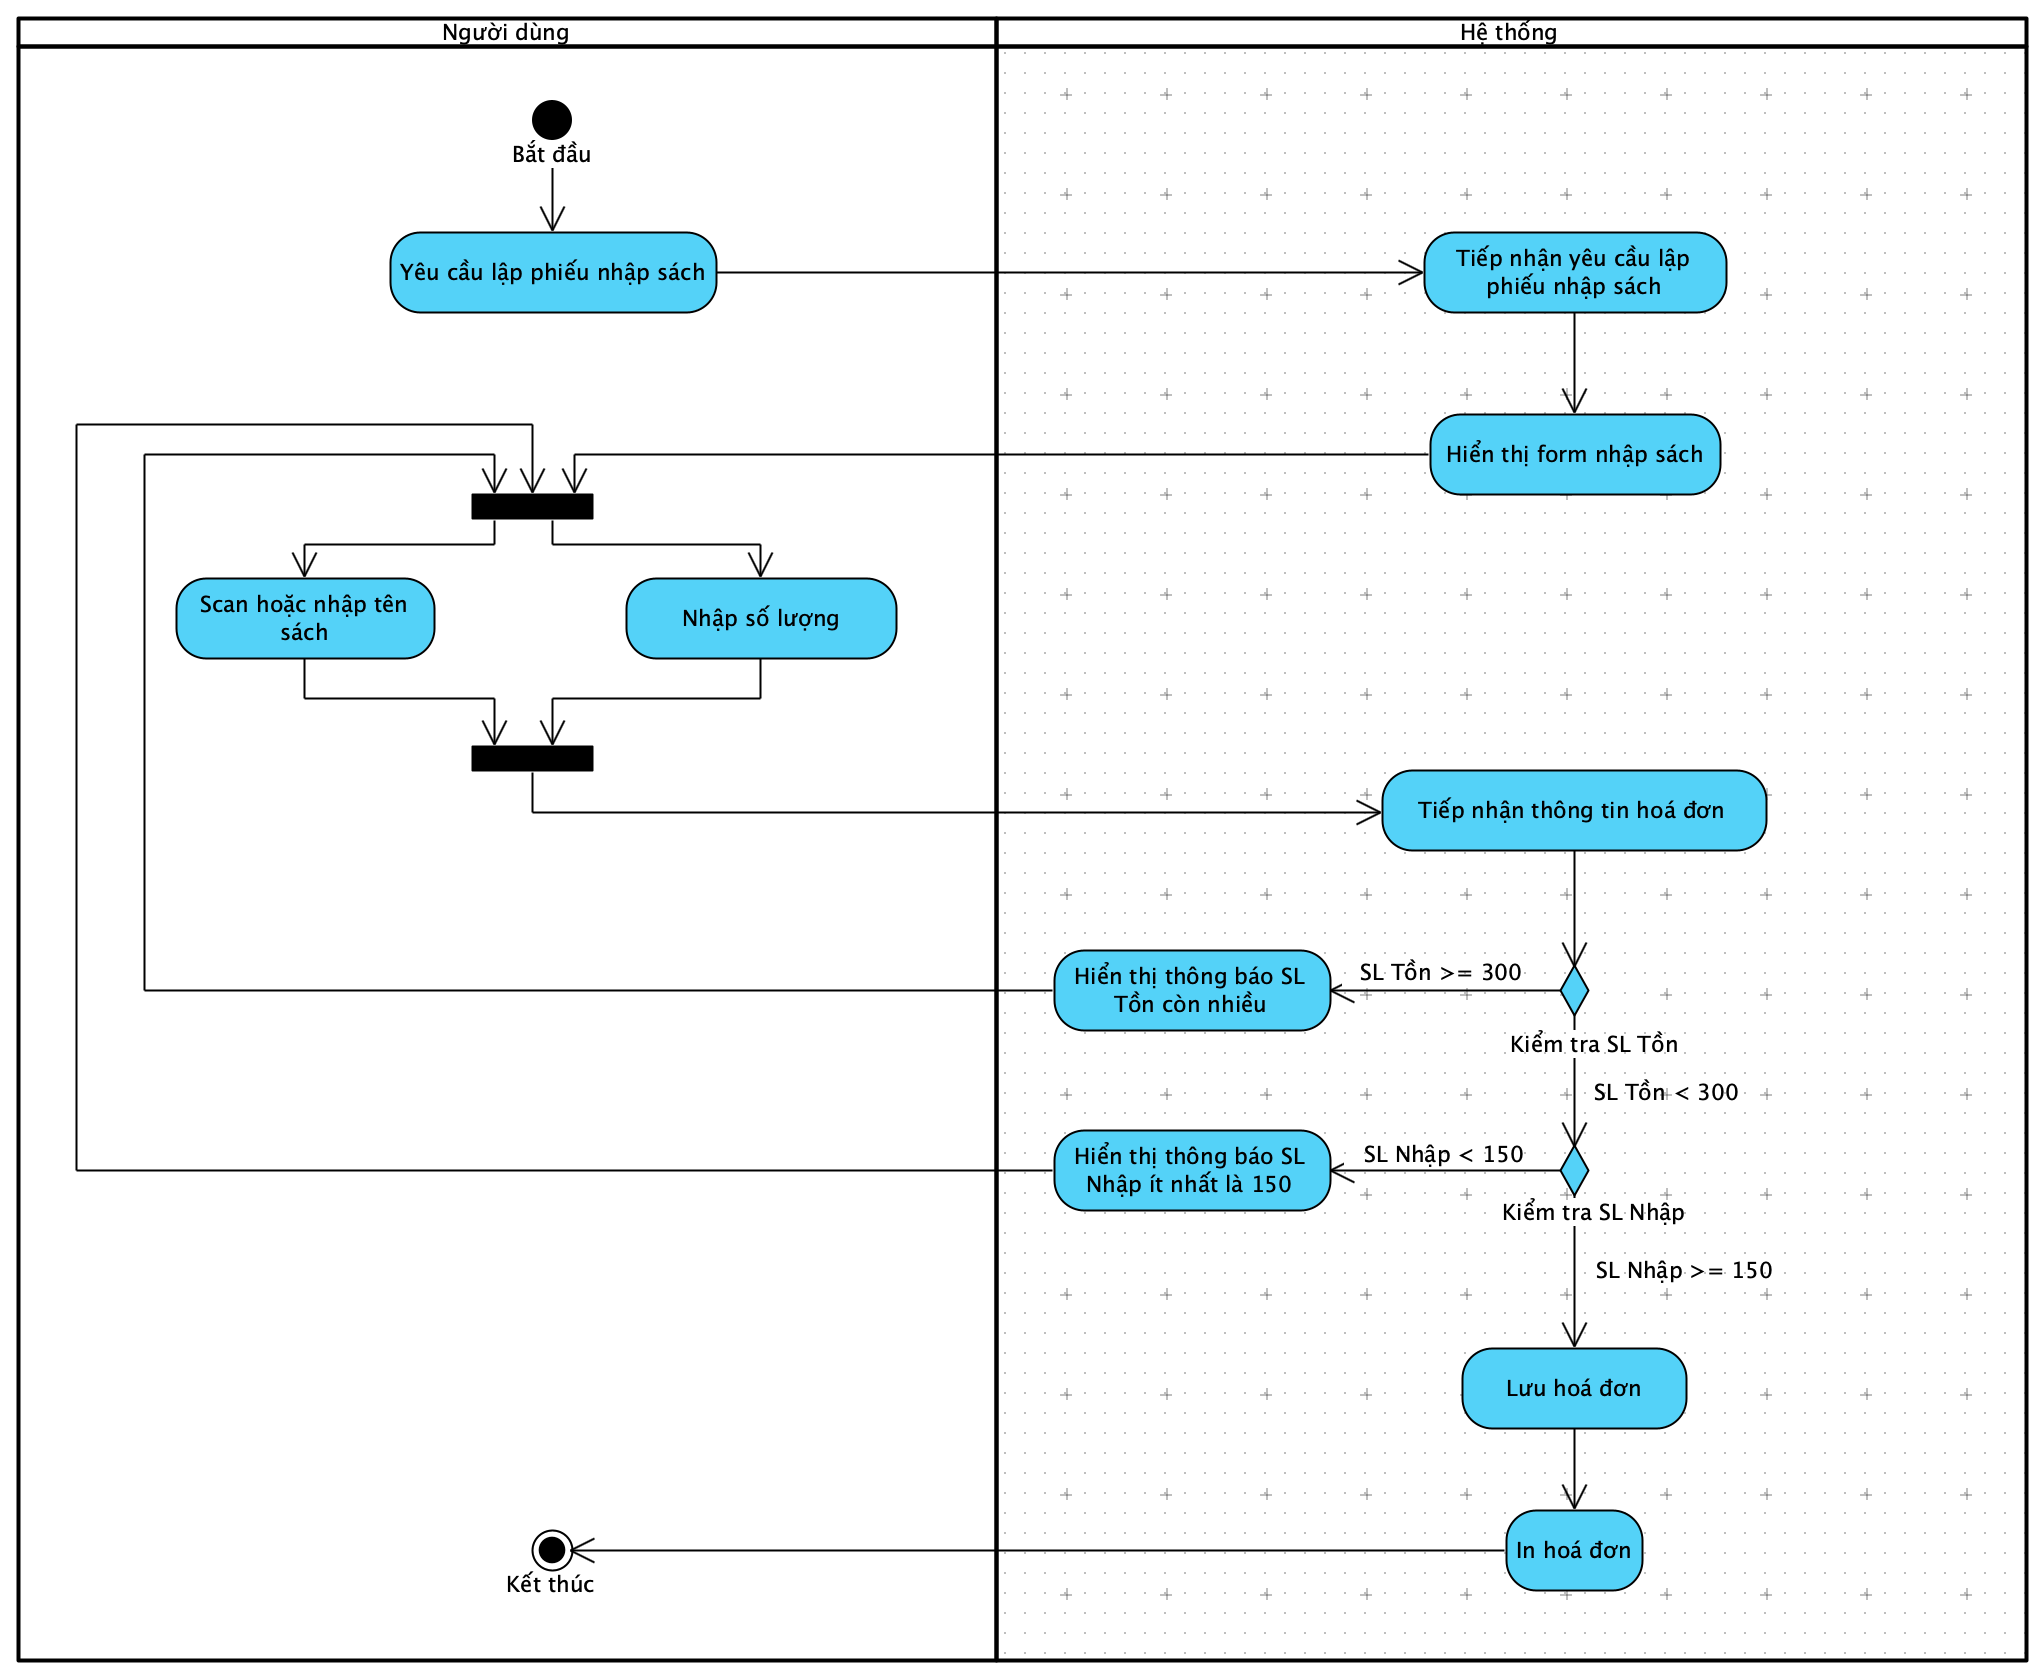 Người dùng
Hệ thống
Bắt đầu
Yêu cầu lập phiếu nhập sách
Tiếp nhận yêu cầu lập
phiếu nhập sách
Hiển thị form nhập sách
Scan hoặc nhập tên
sách
Nhập số lượng
Tiếp nhận thông tin hoá đơn
SL Tồn >= 300
Hiển thị thông báo SL
Tồn còn nhiều
Kiểm tra SL Tồn
SL Tồn < 300
SL Nhập < 150
Hiển thị thông báo SL
Nhập ít nhất là 150
Kiểm tra SL Nhập
SL Nhập >= 150
Lưu hoá đơn
In hoá đơn
Kết thúc